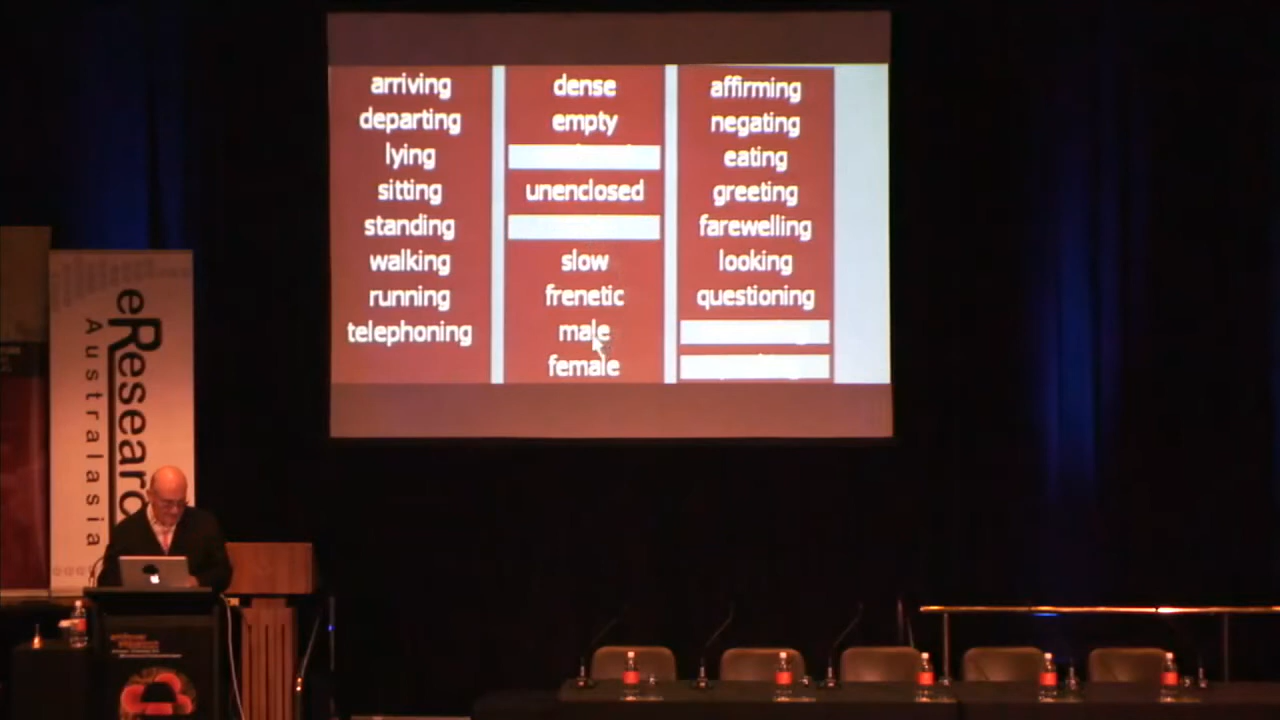 arriving
departing
lying
sitting
standing
walking
running
telephoning
dense
empty
unenclosed
slow
frenetic
male
female
affirming
negating
eating
greeting
farewelling
looking
questioning
eResearc
Australasia